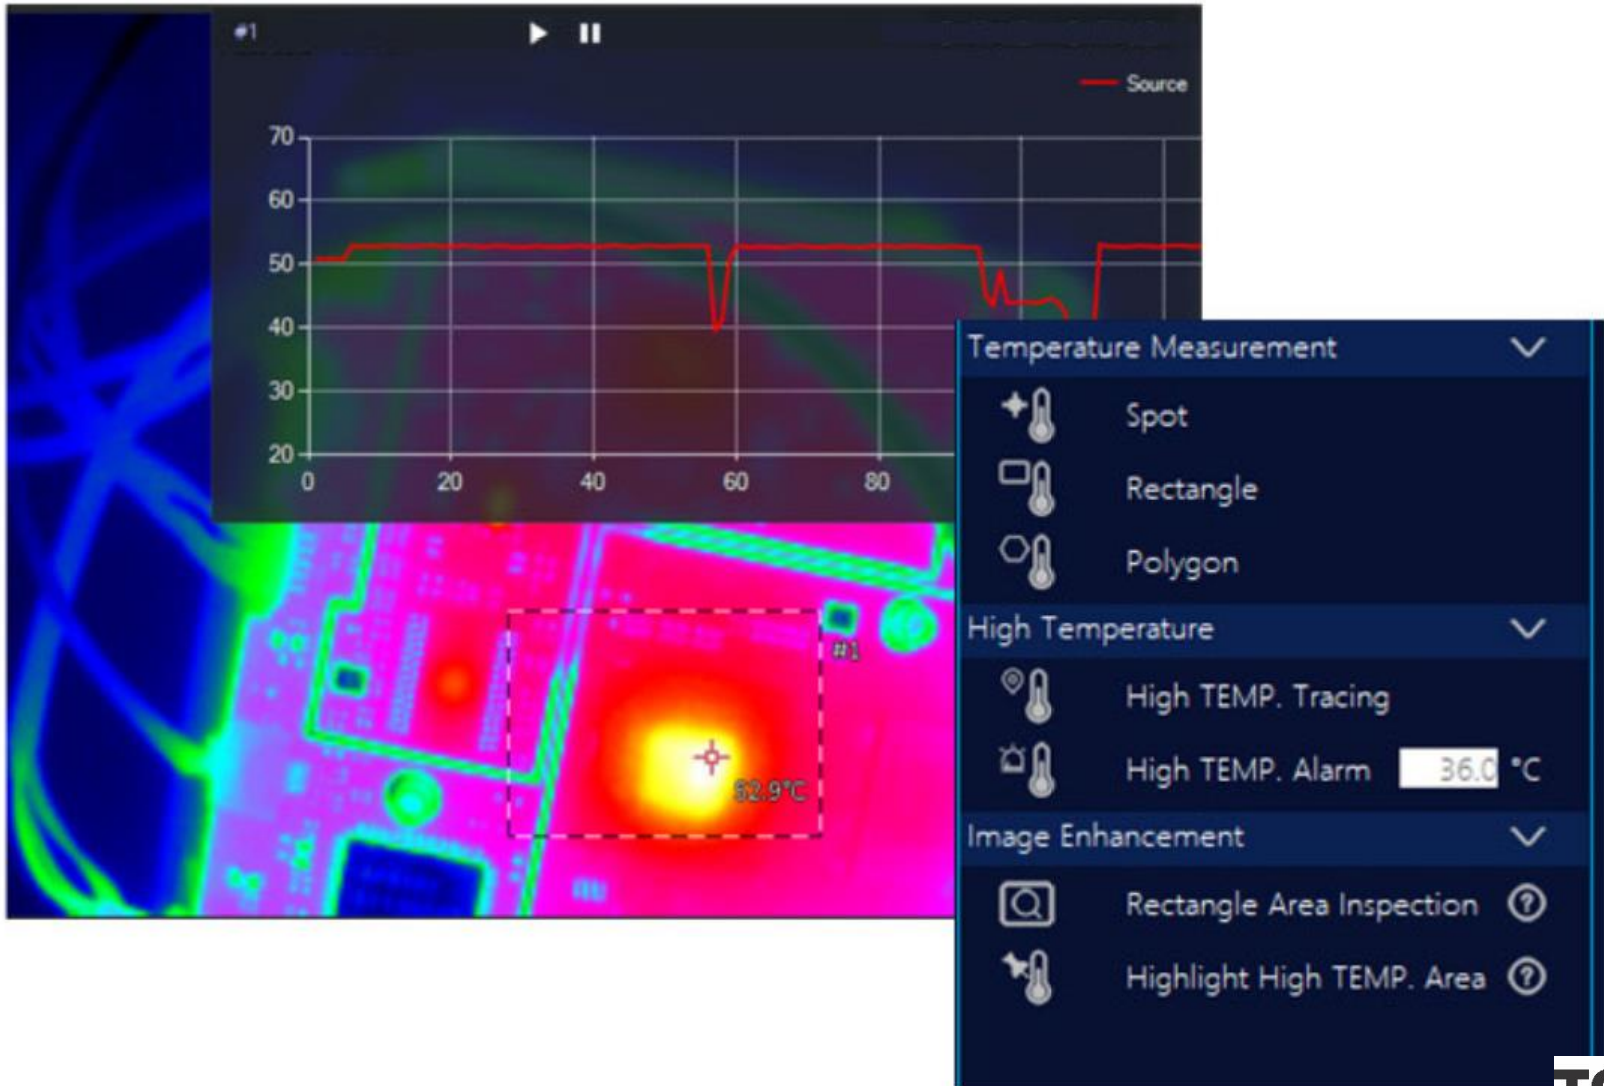 #1
Source
70
60
50
40
30
20
0 20 40 60 80
#1
52.9°C
Temperature Measurement
Spot
Rectangle
Polygon
High Temperature
High TEMP. Tracing
High TEMP. Alarm 36.0 °C
Image Enhancement
Rectangle Area Inspection ?
Highlight High TEMP. Area ?